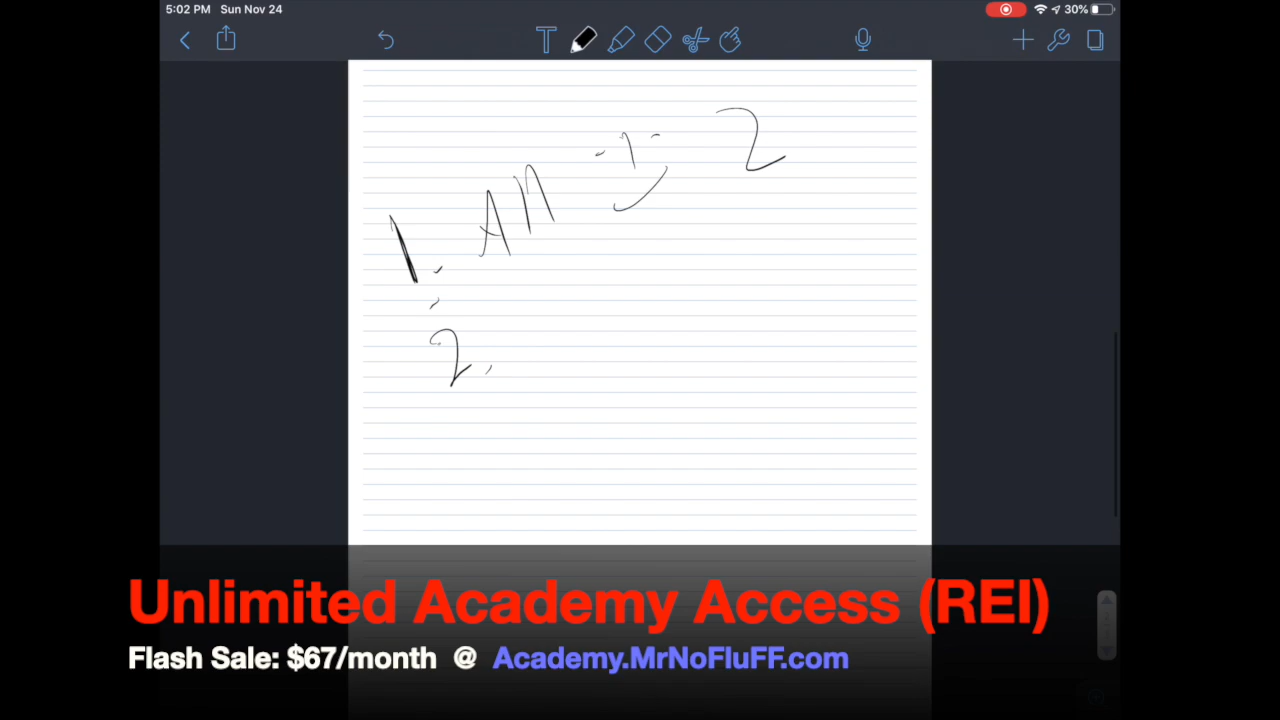 5:02 PM Sun Nov 24 30%
T
1. AM 2
2.
Unlimited Academy Access (REI)
Flash Sale: $67/month @ Academy.MrNoFluFF.com